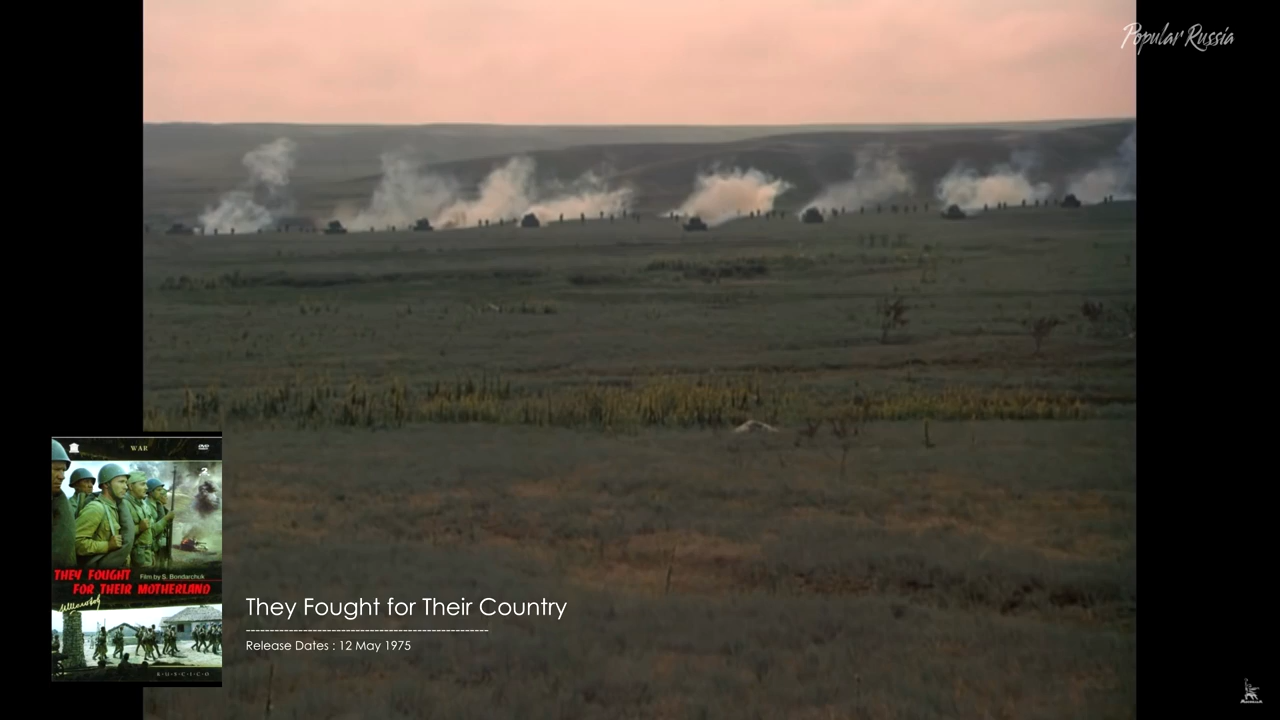 Popular Russia
WAR
DVD
2
THEY FOUGHT
Film by S. Bondarchuk
FOR THEIR MOTHERLAND
R·U·S·C·I·C·O
They Fought for Their Country
--------------------------------------------------
Release Dates : 12 May 1975